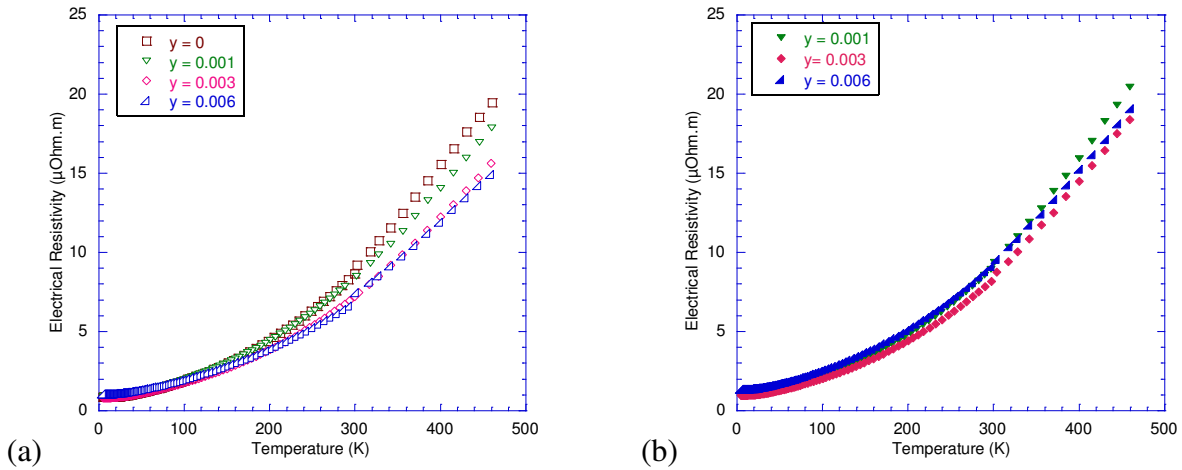 25
20
15
10
5
0
Electrical Resistivity (µOhm.m)
y = 0
y = 0.001
y = 0.003
y = 0.006
0 100 200 300 400 500
Temperature (K)
(a)
25
20
15
10
5
0
Electrical Resistivity (µOhm.m)
y = 0.001
y= 0.003
y = 0.006
0 100 200 300 400 500
Temperature (K)
(b)